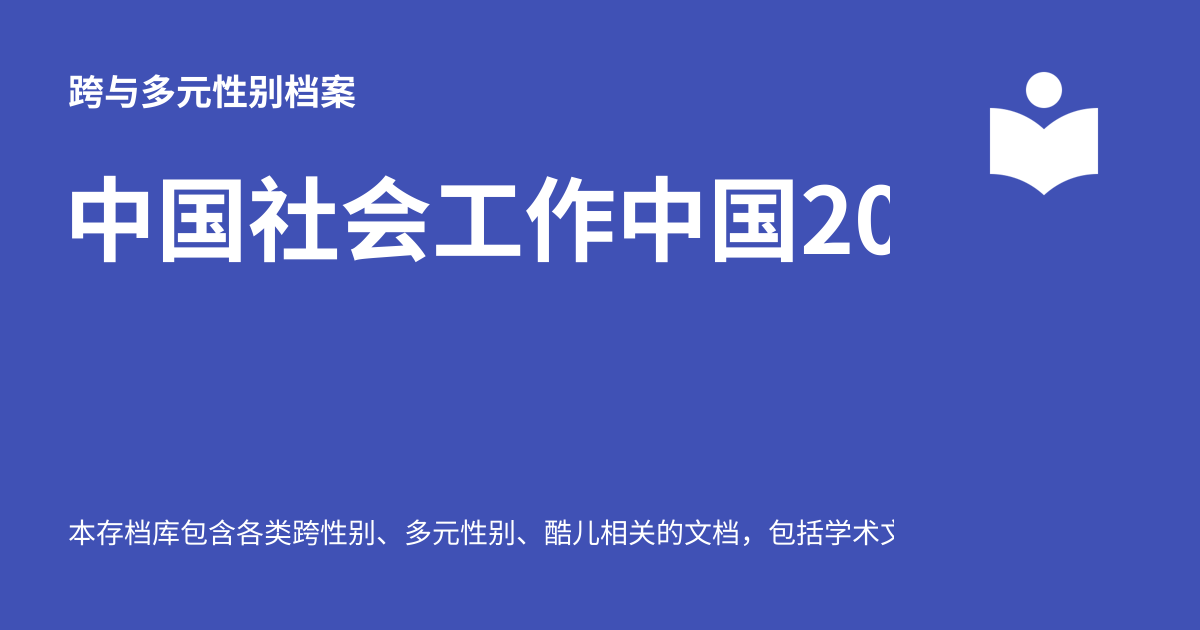 跨与多元性别档案
中国社会工作中国20
本存档库包含各类跨性别、多元性别、酷儿相关的文档，包括学术